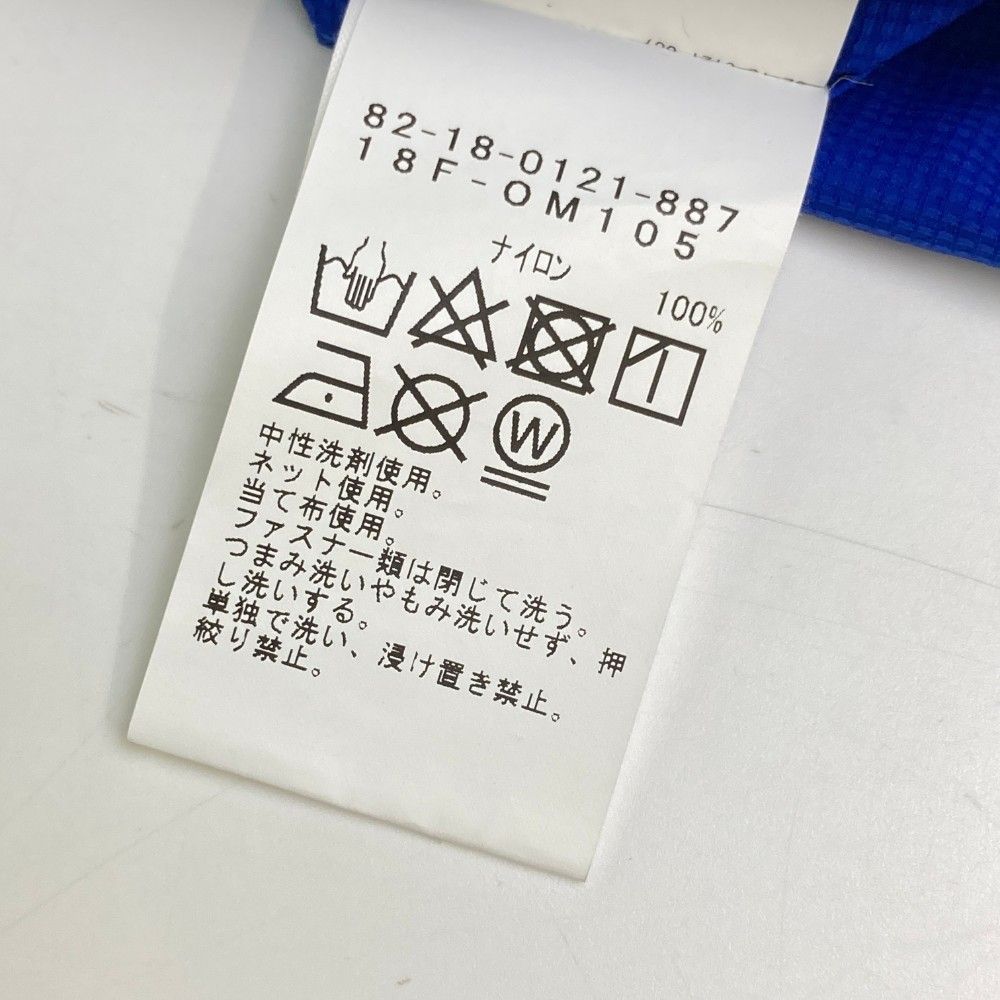 82-18-0121-887
18F-OM105
ナイロン 100%
W
中性洗剤使用。
ネット使用。
当て布使用。
ファスナー類は閉じて洗う。
つまみ洗いやもみ洗いせず、押
し洗いする。
単独で洗い、浸け置き禁止。
絞り禁止。